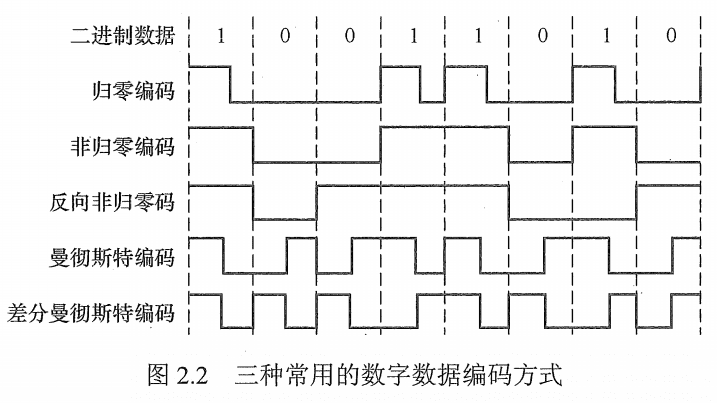 二进制数据 1 0 0 1 1 0 1 0
归零编码
非归零编码
反向非归零码
曼彻斯特编码
差分曼彻斯特编码
图 2.2 三种常用的数字数据编码方式